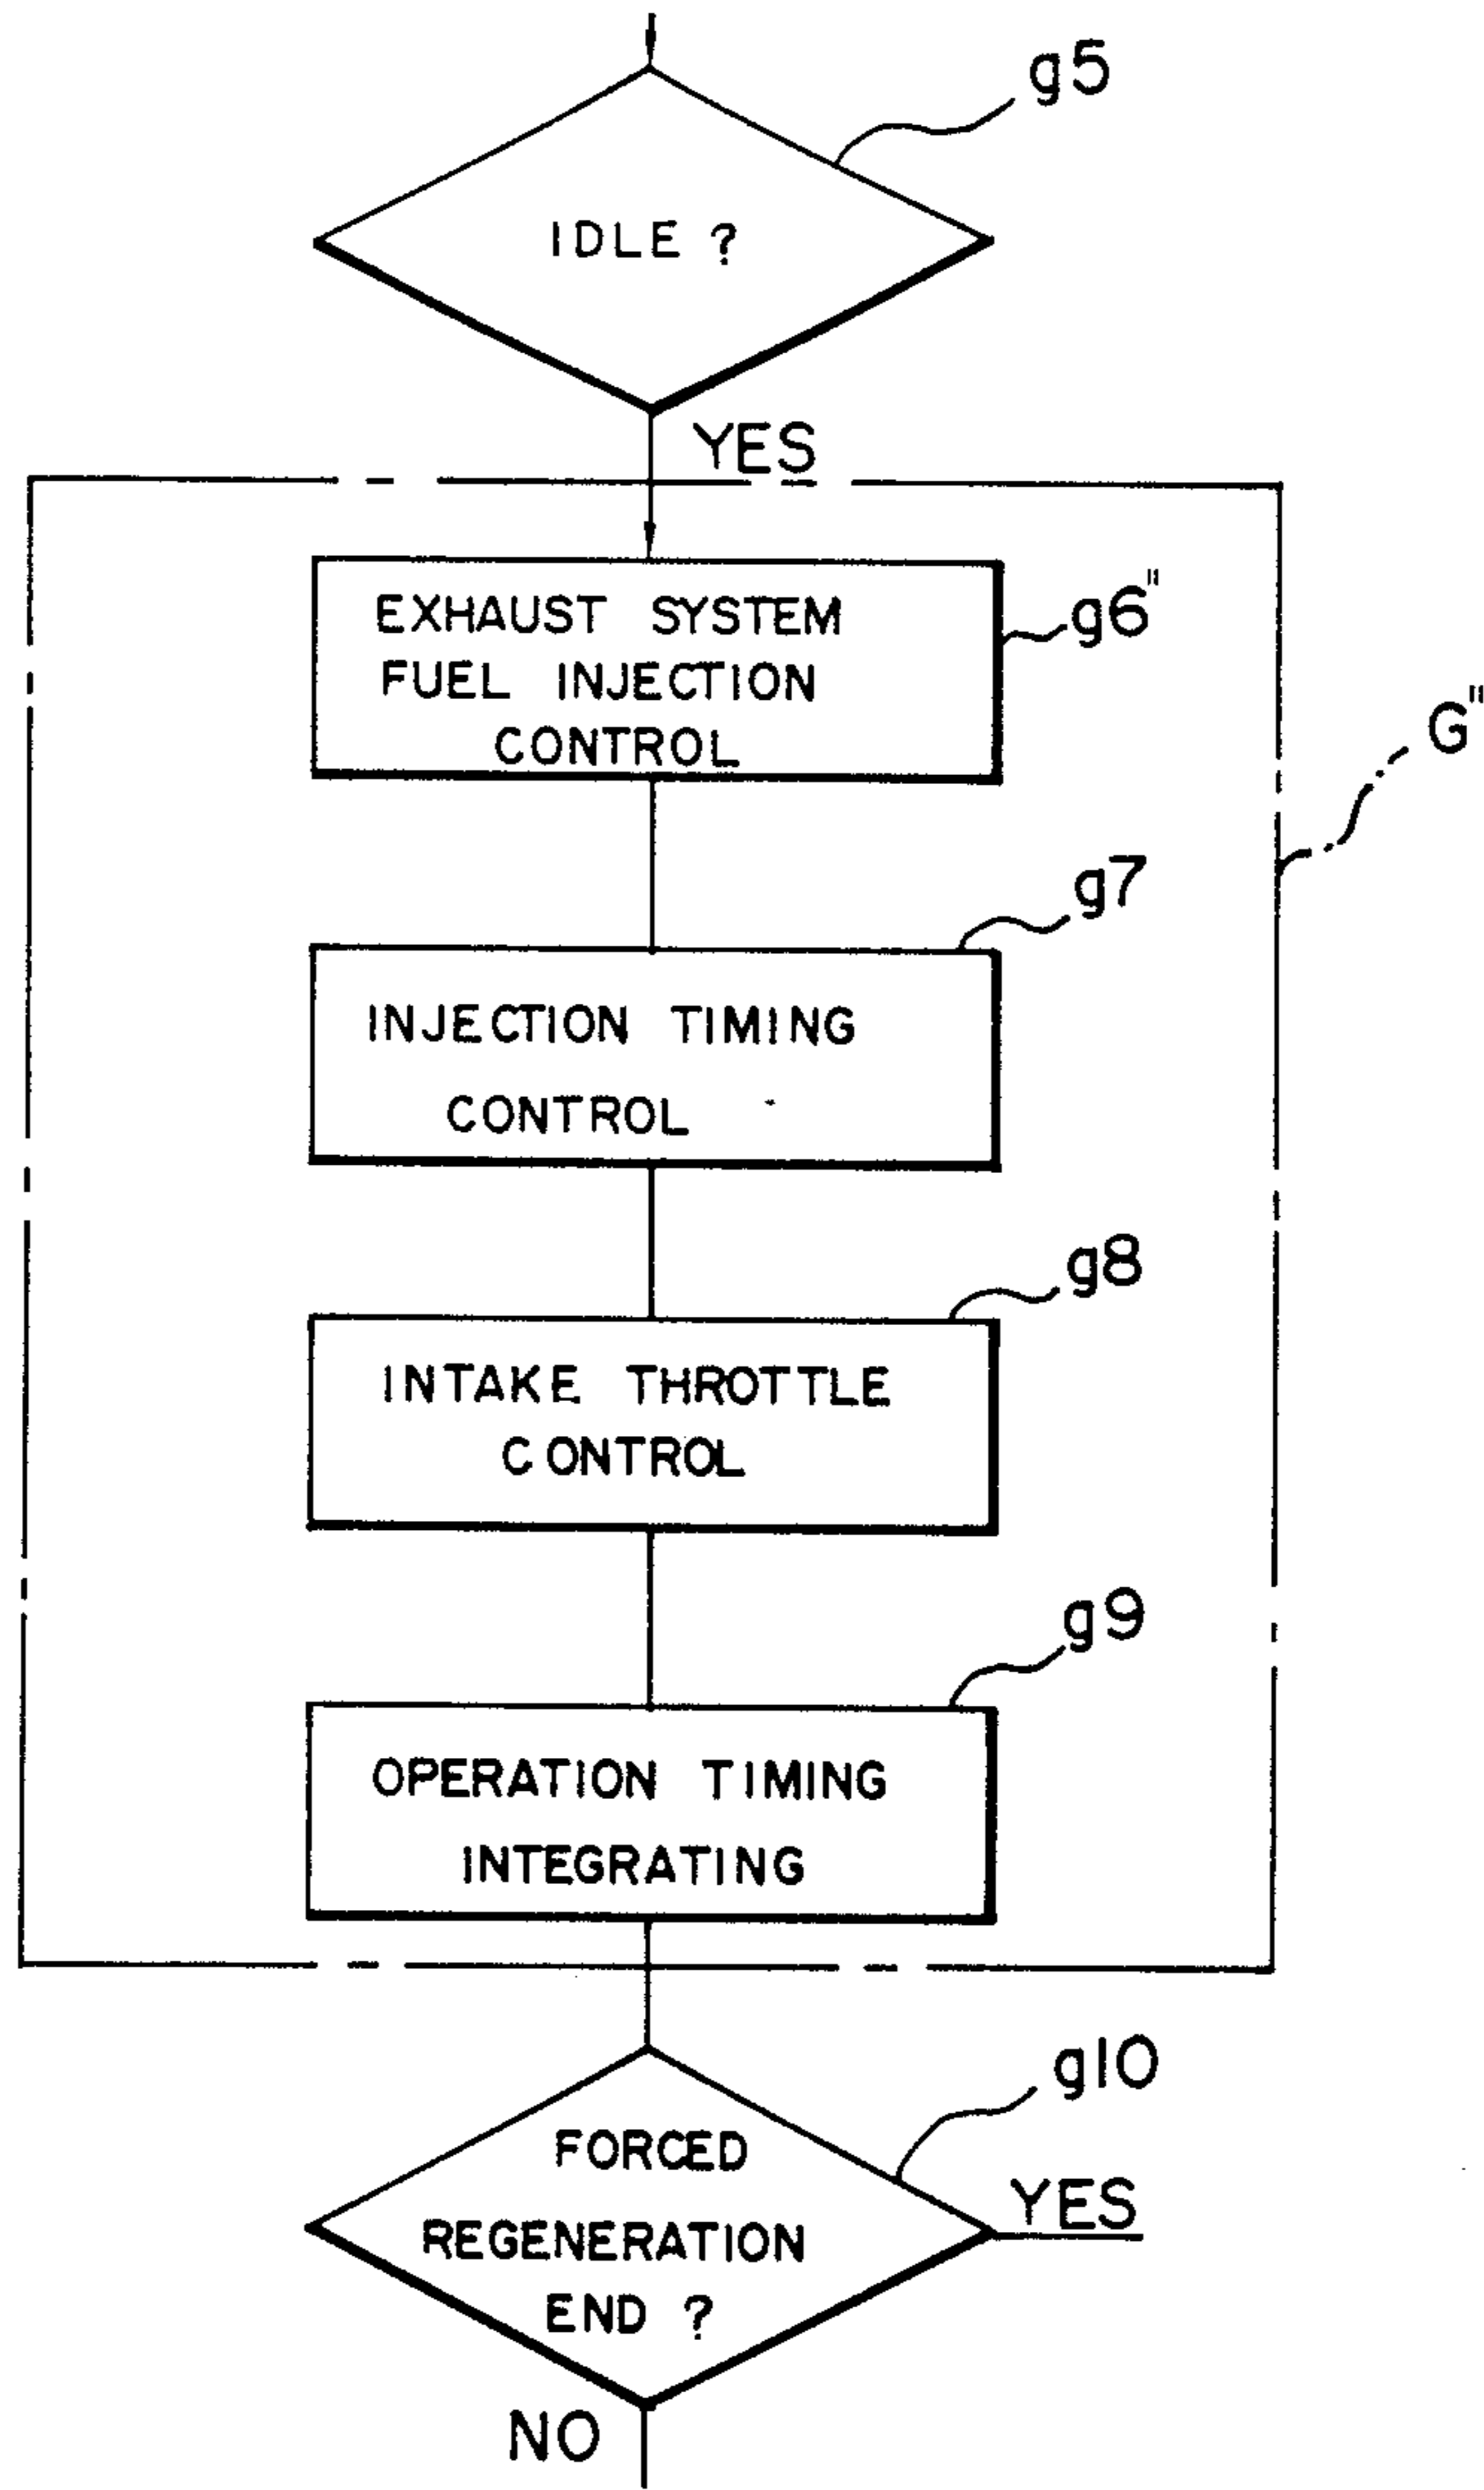 g5
IDLE ?
YES
EXHAUST SYSTEM
FUEL INJECTION
CONTROL
g6"
G"
g7
INJECTION TIMING
CONTROL
g8
INTAKE THROTTLE
CONTROL
g9
OPERATION TIMING
INTEGRATING
g10
FORCED
REGENERATION
END ?
YES
NO